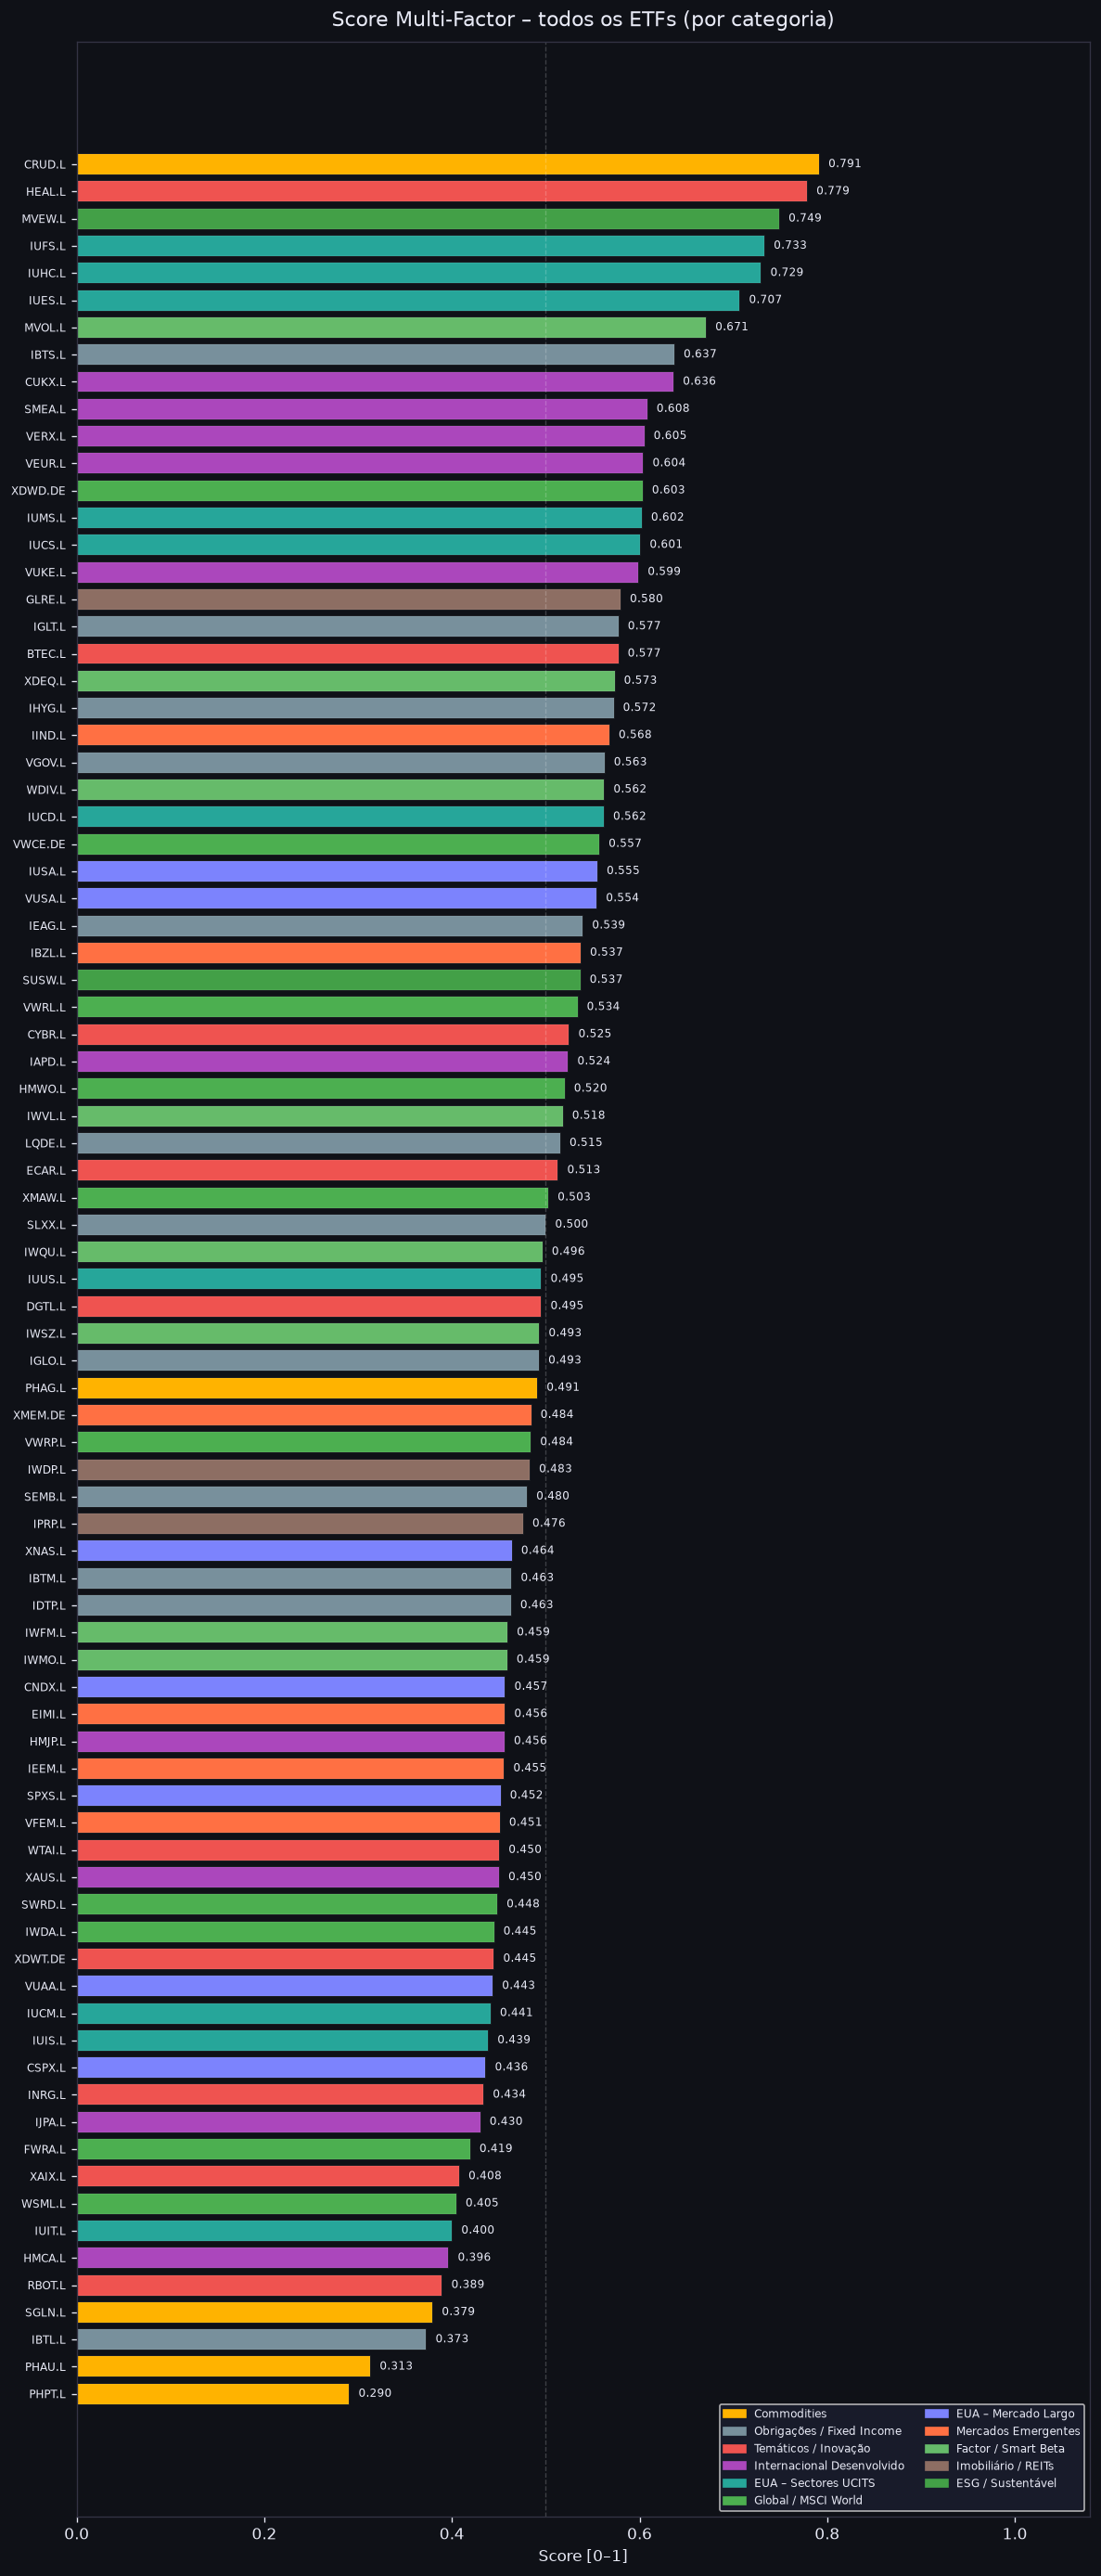 Score Multi-Factor – todos os ETFs (por categoria)
CRUD.L 0.791
HEAL.L 0.779
MVEW.L 0.749
IUFS.L 0.733
IUHC.L 0.729
IUES.L 0.707
MVOL.L 0.671
IBTS.L 0.637
CUKX.L 0.636
SMEA.L 0.608
VERX.L 0.605
VEUR.L 0.604
XDWD.DE 0.603
IUMS.L 0.602
IUCS.L 0.601
VUKE.L 0.599
GLRE.L 0.580
IGLT.L 0.577
BTEC.L 0.577
XDEQ.L 0.573
IHYG.L 0.572
IIND.L 0.568
VGOV.L 0.563
WDIV.L 0.562
IUCD.L 0.562
VWCE.DE 0.557
IUSA.L 0.555
VUSA.L 0.554
IEAG.L 0.539
IBZL.L 0.537
SUSW.L 0.537
VWRL.L 0.534
CYBR.L 0.525
IAPD.L 0.524
HMWO.L 0.520
IWVL.L 0.518
LQDE.L 0.515
ECAR.L 0.513
XMAW.L 0.503
SLXX.L 0.500
IWQU.L 0.496
IUUS.L 0.495
DGTL.L 0.495
IWSZ.L 0.493
IGLO.L 0.493
PHAG.L 0.491
XMEM.DE 0.484
VWRP.L 0.484
IWDP.L 0.483
SEMB.L 0.480
IPRP.L 0.476
XNAS.L 0.464
IBTM.L 0.463
IDTP.L 0.463
IWFM.L 0.459
IWMO.L 0.459
CNDX.L 0.457
EIMI.L 0.456
HMJP.L 0.456
IEEM.L 0.455
SPXS.L 0.452
VFEM.L 0.451
WTAI.L 0.450
XAUS.L 0.450
SWRD.L 0.448
IWDA.L 0.445
XDWT.DE 0.445
VUAA.L 0.443
IUCM.L 0.441
IUIS.L 0.439
CSPX.L 0.436
INRG.L 0.434
IJPA.L 0.430
FWRA.L 0.419
XAIX.L 0.408
WSML.L 0.405
IUIT.L 0.400
HMCA.L 0.396
RBOT.L 0.389
SGLN.L 0.379
IBTL.L 0.373
PHAU.L 0.313
PHPT.L 0.290
Commodities
Obrigações / Fixed Income
Temáticos / Inovação
Internacional Desenvolvido
EUA – Sectores UCITS
Global / MSCI World
EUA – Mercado Largo
Mercados Emergentes
Factor / Smart Beta
Imobiliário / REITs
ESG / Sustentável
0.0 0.2 0.4 0.6 0.8 1.0
Score [0–1]